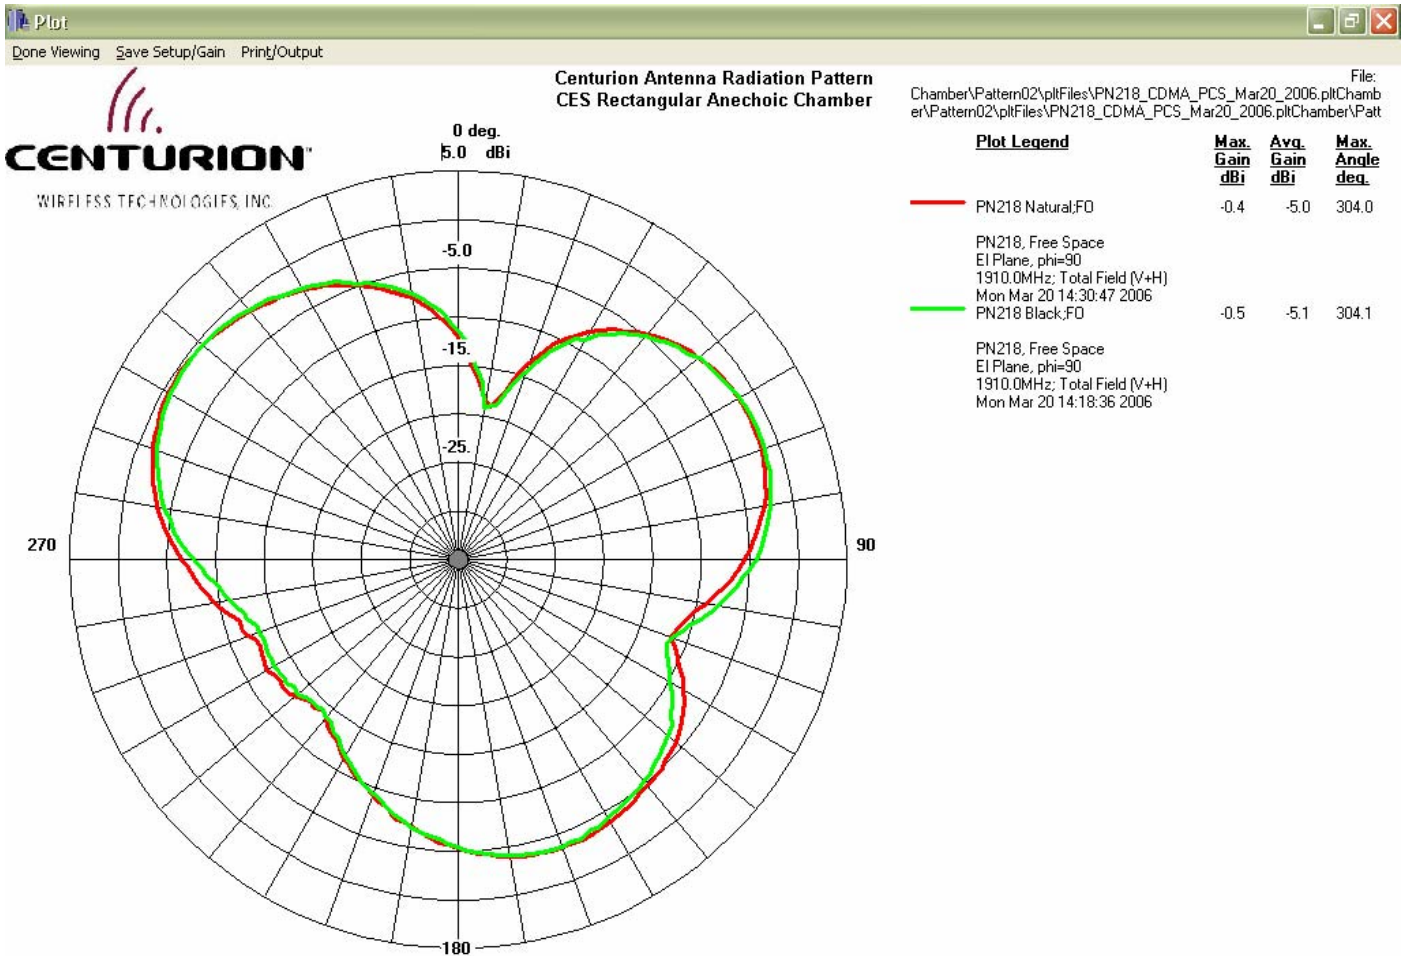 Plot
Done Viewing Save Setup/Gain Print/Output
CENTURION
WIRELESS TECHNOLOGIES, INC.
Centurion Antenna Radiation Pattern
CES Rectangular Anechoic Chamber
File:
Chamber\Pattern02\pltFiles\PN218_CDMA_PCS_Mar20_2006.pltChamb
er\Pattern02\pltFiles\PN218_CDMA_PCS_Mar20_2006.pltChamber\Patt
0 deg.
5.0 dBi
-5.0
-15.
-25.
270
90
180
Plot Legend Max. Gain dBi Avg. Gain dBi Max. Angle deg.
PN218 Natural;FO -0.4 -5.0 304.0
PN218, Free Space
El Plane, phi=90
1910.0MHz; Total Field (V+H)
Mon Mar 20 14:30:47 2006
PN218 Black;FO -0.5 -5.1 304.1
PN218, Free Space
El Plane, phi=90
1910.0MHz; Total Field (V+H)
Mon Mar 20 14:18:36 2006